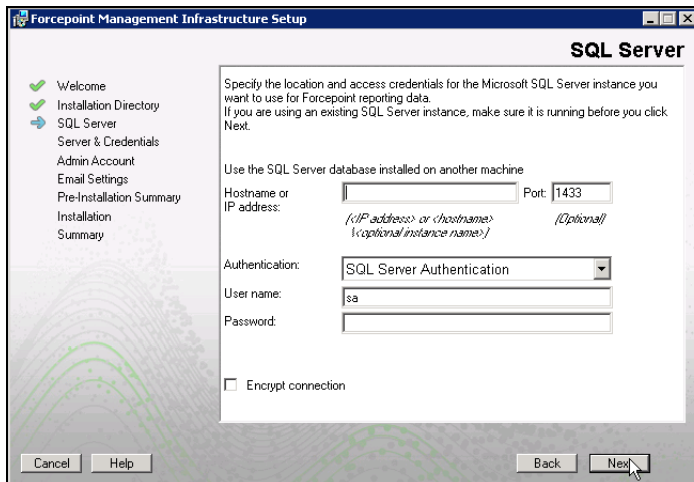 Forcepoint Management Infrastructure Setup
SQL Server
Welcome
Installation Directory
SQL Server
Server & Credentials
Admin Account
Email Settings
Pre-Installation Summary
Installation
Summary
Specify the location and access credentials for the Microsoft SQL Server instance you
want to use for Forcepoint reporting data.
If you are using an existing SQL Server instance, make sure it is running before you click
Next.
Use the SQL Server database installed on another machine
Hostname or
IP address:
Port: 1433
(<IP address> or <hostname>
\<optional instance name>)
(Optional)
Authentication: SQL Server Authentication
User name: sa
Password:
Encrypt connection
Cancel Help Back Next